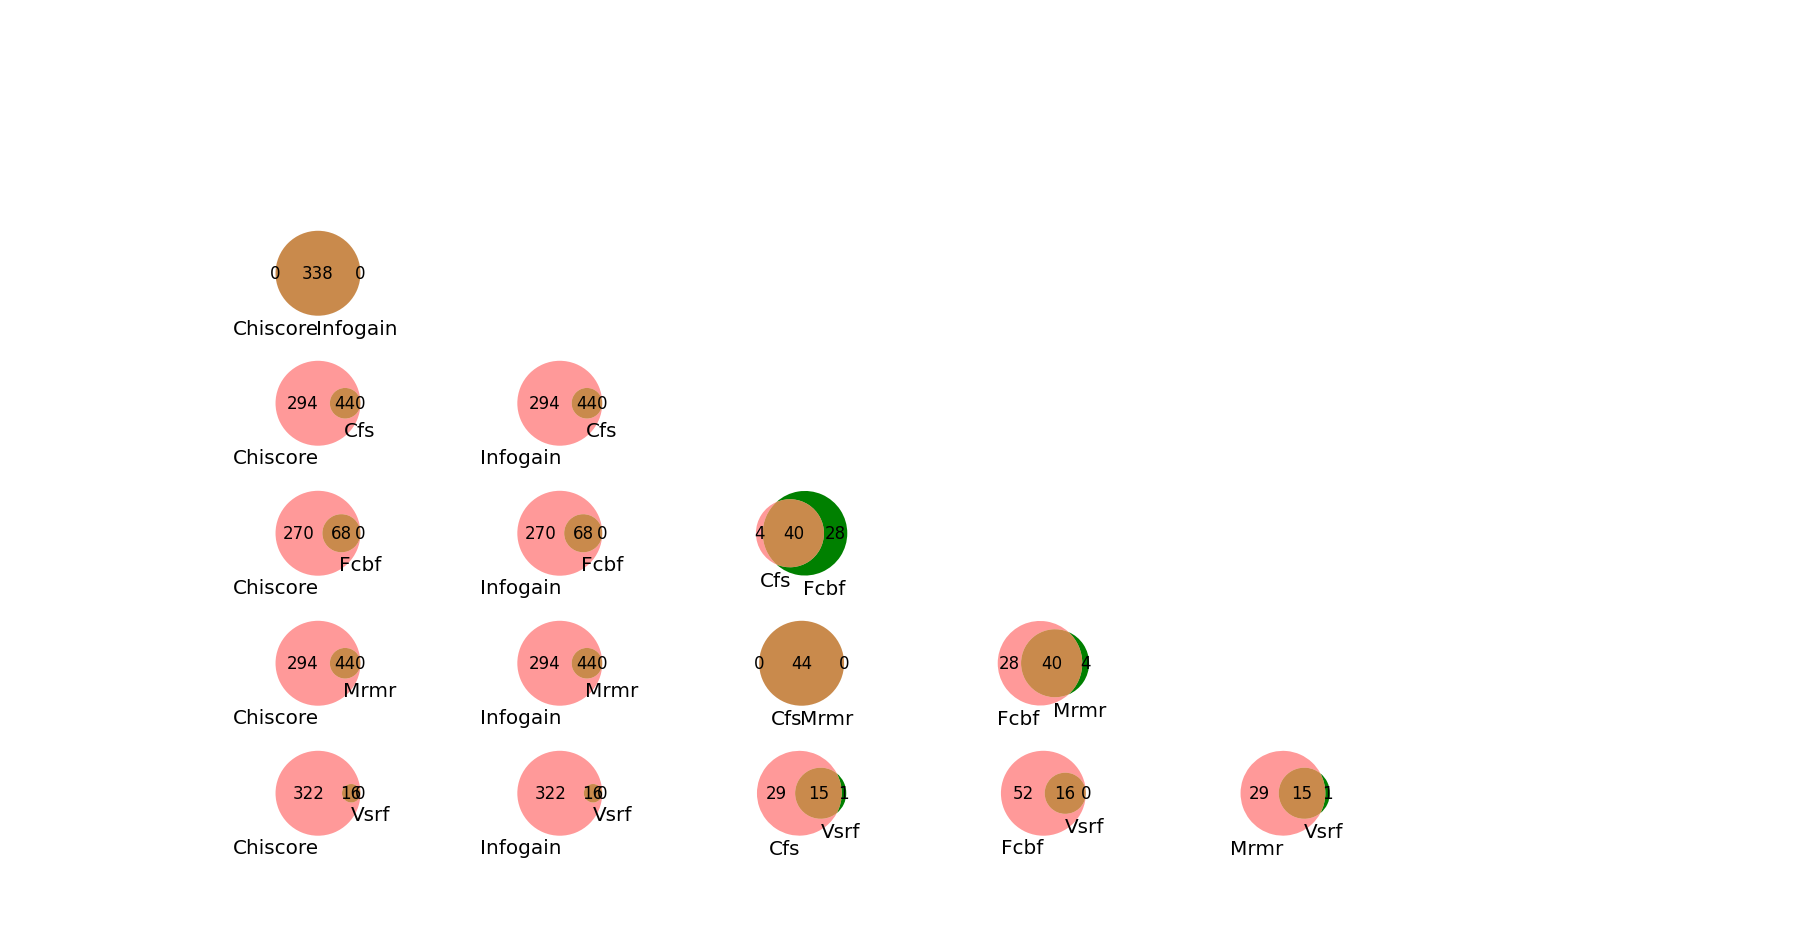 0 338 0
Chiscore Infogain
294 44 0 294 44 0
Cfs Cfs
Chiscore Infogain
270 68 0 270 68 0 4 40 28
Fcbf Fcbf
Cfs
Chiscore Infogain Fcbf
294 44 0 294 44 0 0 44 0 28 40 4
Mrmr Mrmr Mrmr
Chiscore Infogain Cfs Mrmr Fcbf
322 16 0 322 16 0 29 15 1 52 16 0 29 15 1
Vsrf Vsrf Vsrf Vsrf Vsrf
Chiscore Infogain Cfs Fcbf Mrmr